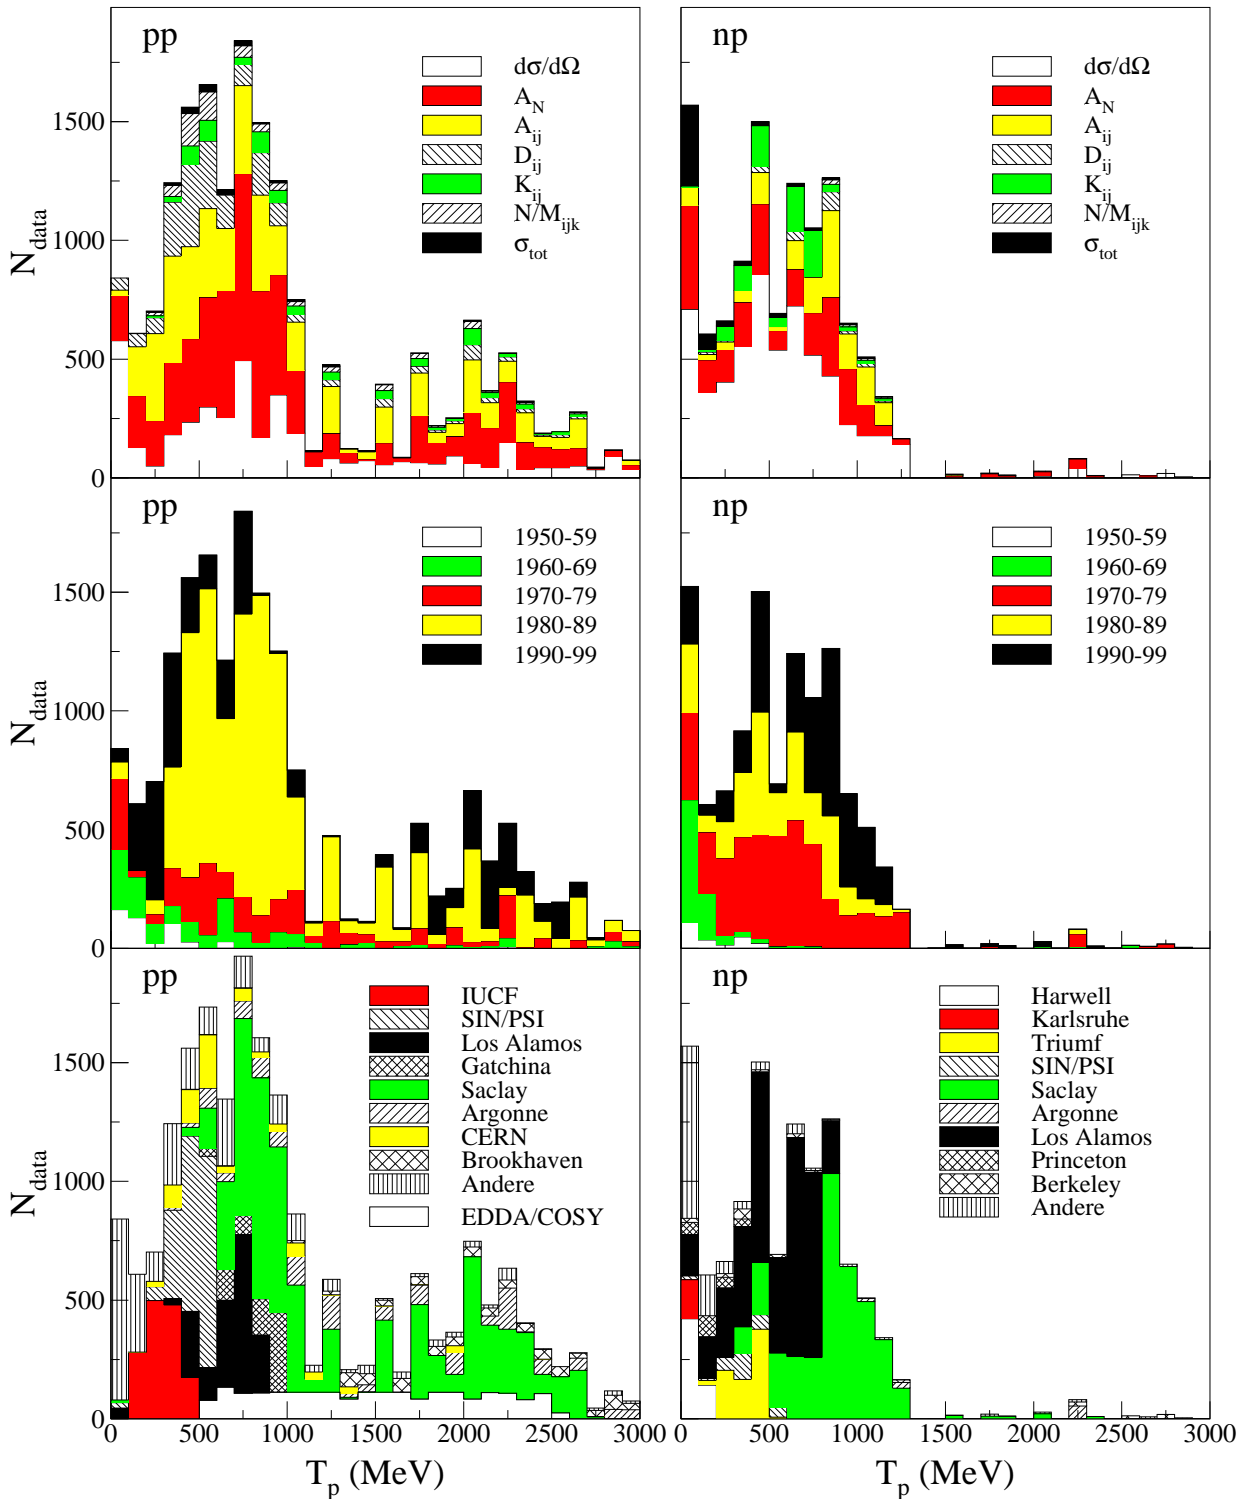 pp
dσ/dΩ
A_N
A_ij
D_ij
K_ij
N/M_ijk
σ_tot
N_data
1500
1000
500
0
np
dσ/dΩ
A_N
A_ij
D_ij
K_ij
N/M_ijk
σ_tot
pp
1950-59
1960-69
1970-79
1980-89
1990-99
N_data
1500
1000
500
0
np
1950-59
1960-69
1970-79
1980-89
1990-99
pp
IUCF
SIN/PSI
Los Alamos
Gatchina
Saclay
Argonne
CERN
Brookhaven
Andere
EDDA/COSY
N_data
1500
1000
500
0
0 500 1000 1500 2000 2500 3000
T_p (MeV)
np
Harwell
Karlsruhe
Triumf
SIN/PSI
Saclay
Argonne
Los Alamos
Princeton
Berkeley
Andere
0 500 1000 1500 2000 2500 3000
T_p (MeV)